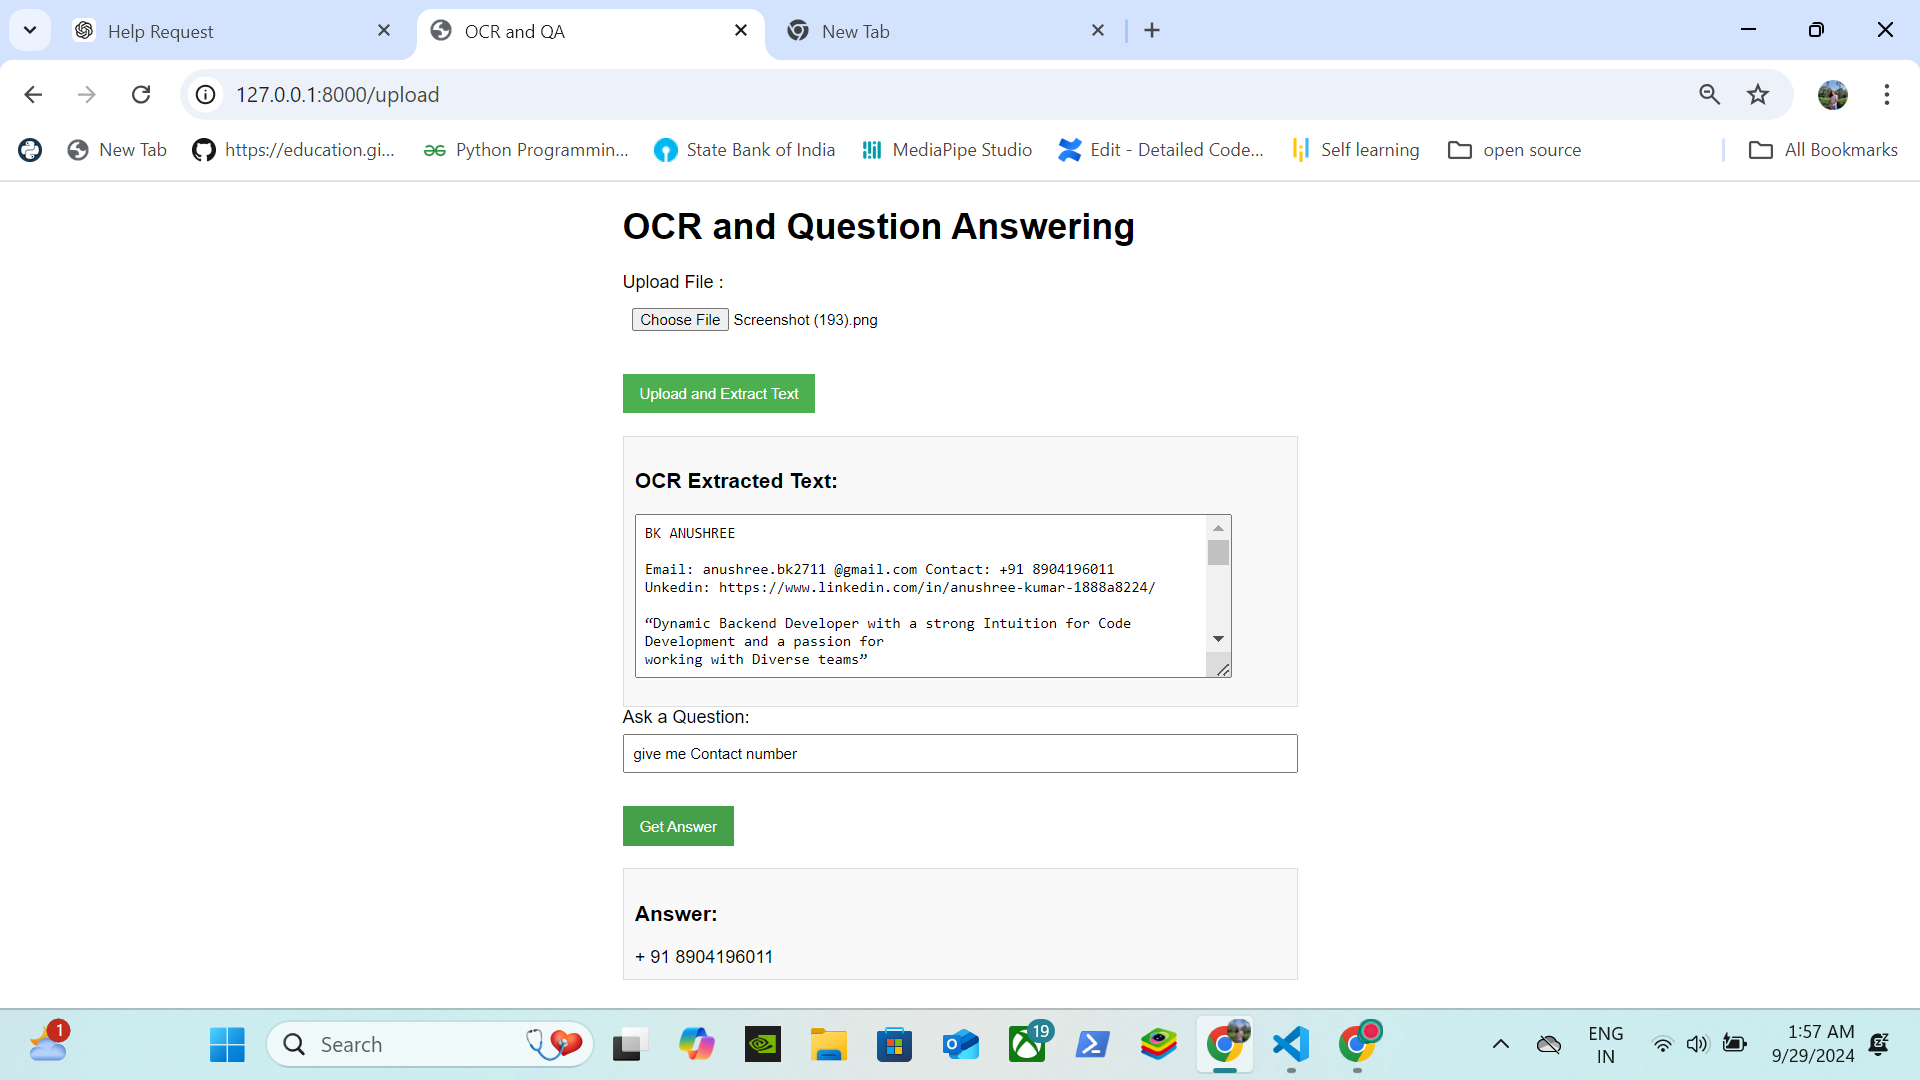 Help Request
OCR and QA
New Tab
127.0.0.1:8000/upload
New Tab
https://education.gi...
Python Programmin...
State Bank of India
MediaPipe Studio
Edit - Detailed Code...
Self learning
open source
All Bookmarks
OCR and Question Answering
Upload File :
Choose File Screenshot (193).png
Upload and Extract Text
OCR Extracted Text:
BK ANUSHREE
Email: anushree.bk2711 @gmail.com Contact: +91 8904196011
Unkedin: https://www.linkedin.com/in/anushree-kumar-1888a8224/
“Dynamic Backend Developer with a strong Intuition for Code
Development and a passion for
working with Diverse teams”
Ask a Question:
give me Contact number
Get Answer
Answer:
+ 91 8904196011
1
Search
19
ENG
IN
1:57 AM
9/29/2024